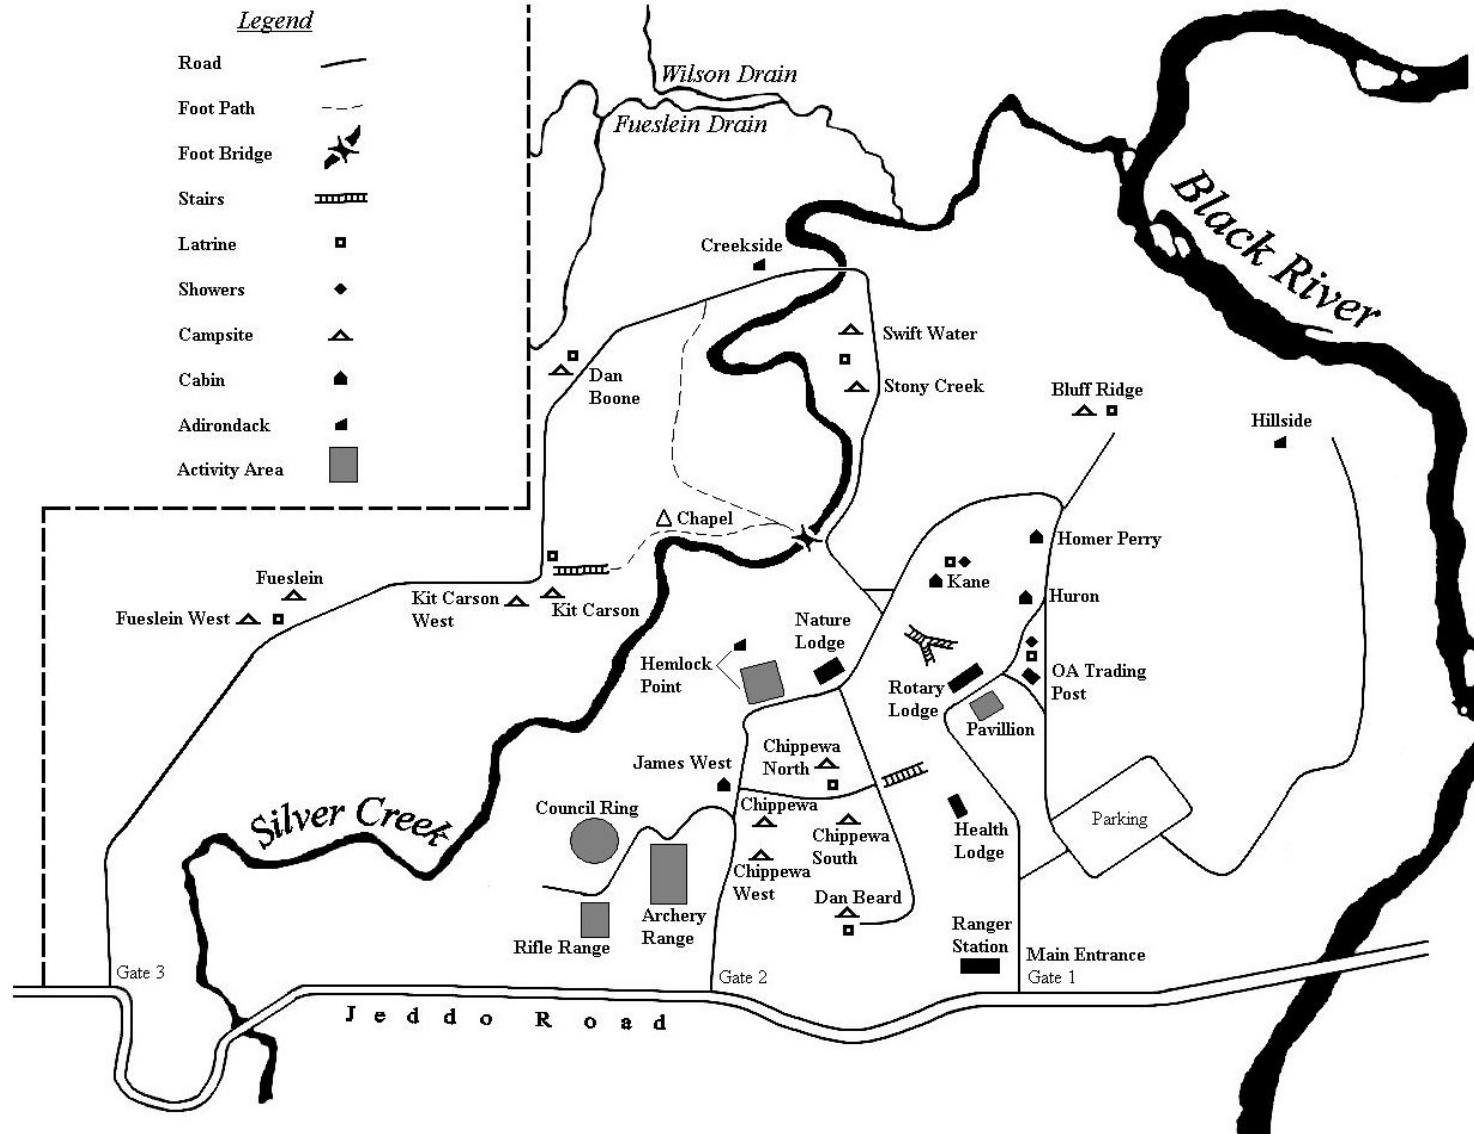 Legend
Road
Foot Path
Foot Bridge
Stairs
Latrine
Showers
Campsite
Cabin
Adirondack
Activity Area
Wilson Drain
Fueslein Drain
Black River
Creekside
Swift Water
Dan
Boone
Stony Creek
Bluff Ridge
Hillside
Chapel
Homer Perry
Fueslein
Fueslein West
Kit Carson
West
Kit Carson
Kane
Huron
Nature
Lodge
Hemlock
Point
Rotary
Lodge
OA Trading
Post
Pavillion
Chippewa
North
James West
Silver Creek
Council Ring
Chippewa
Chippewa
South
Health
Lodge
Parking
Chippewa
West
Dan Beard
Archery
Range
Rifle Range
Ranger
Station
Main Entrance
Gate 3
Gate 2
Gate 1
Jeddo Road